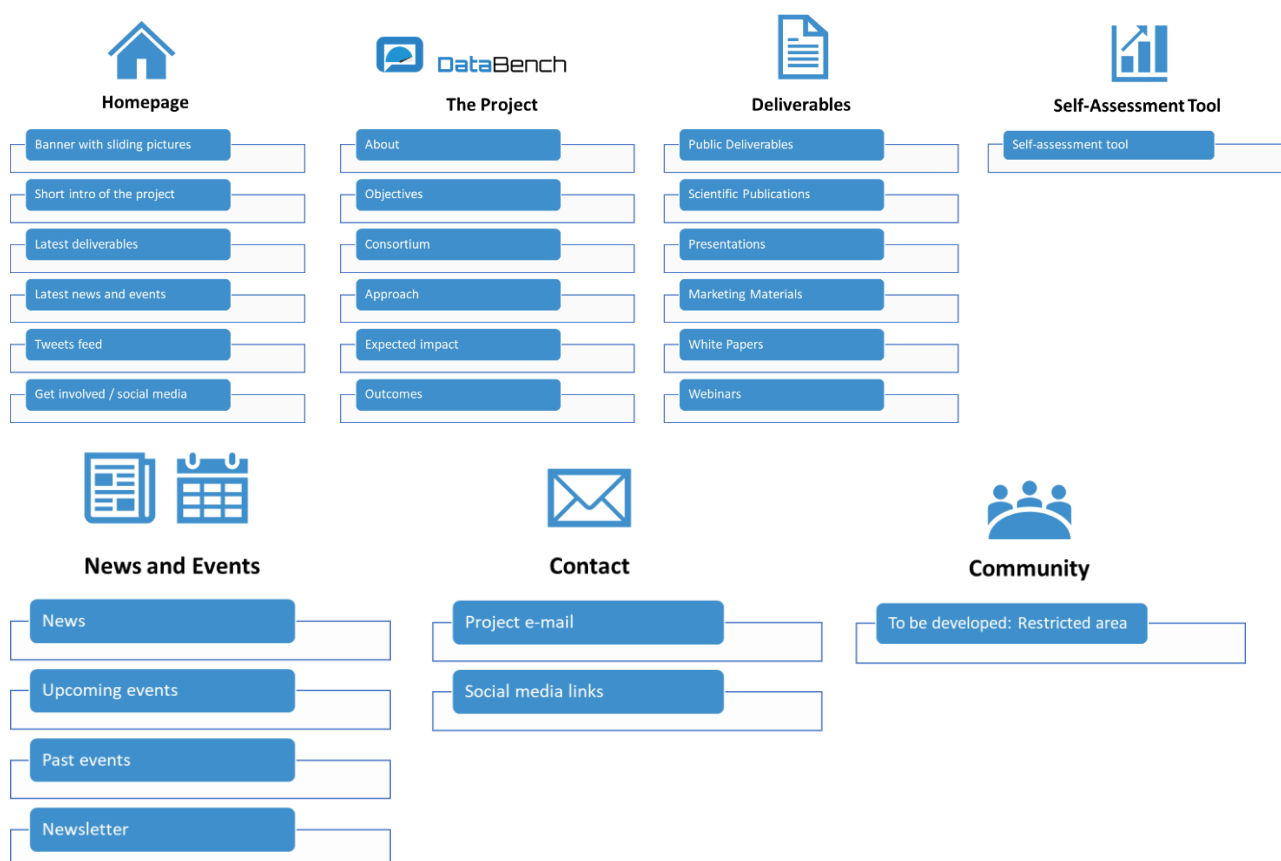 Homepage
Banner with sliding pictures
Short intro of the project
Latest deliverables
Latest news and events
Tweets feed
Get involved / social media
DataBench
The Project
About
Objectives
Consortium
Approach
Expected impact
Outcomes
Deliverables
Public Deliverables
Scientific Publications
Presentations
Marketing Materials
White Papers
Webinars
Self-Assessment Tool
Self-assessment tool
News and Events
News
Upcoming events
Past events
Newsletter
Contact
Project e-mail
Social media links
Community
To be developed: Restricted area